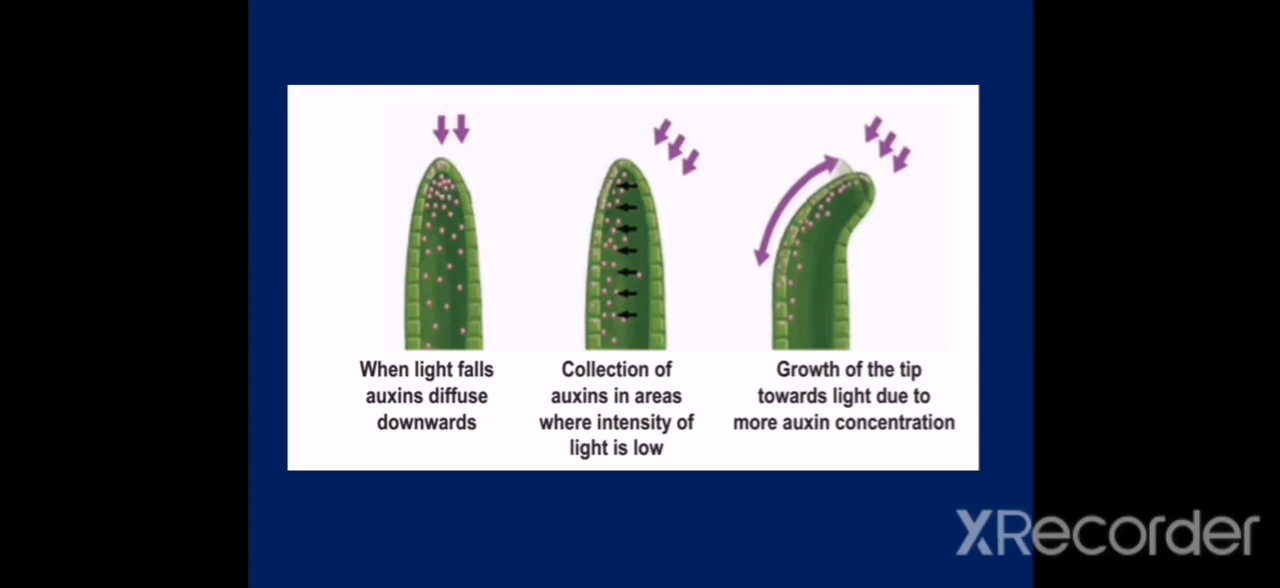 When light falls
auxins diffuse
downwards
Collection of
auxins in areas
where intensity of
light is low
Growth of the tip
towards light due to
more auxin concentration
XRecorder